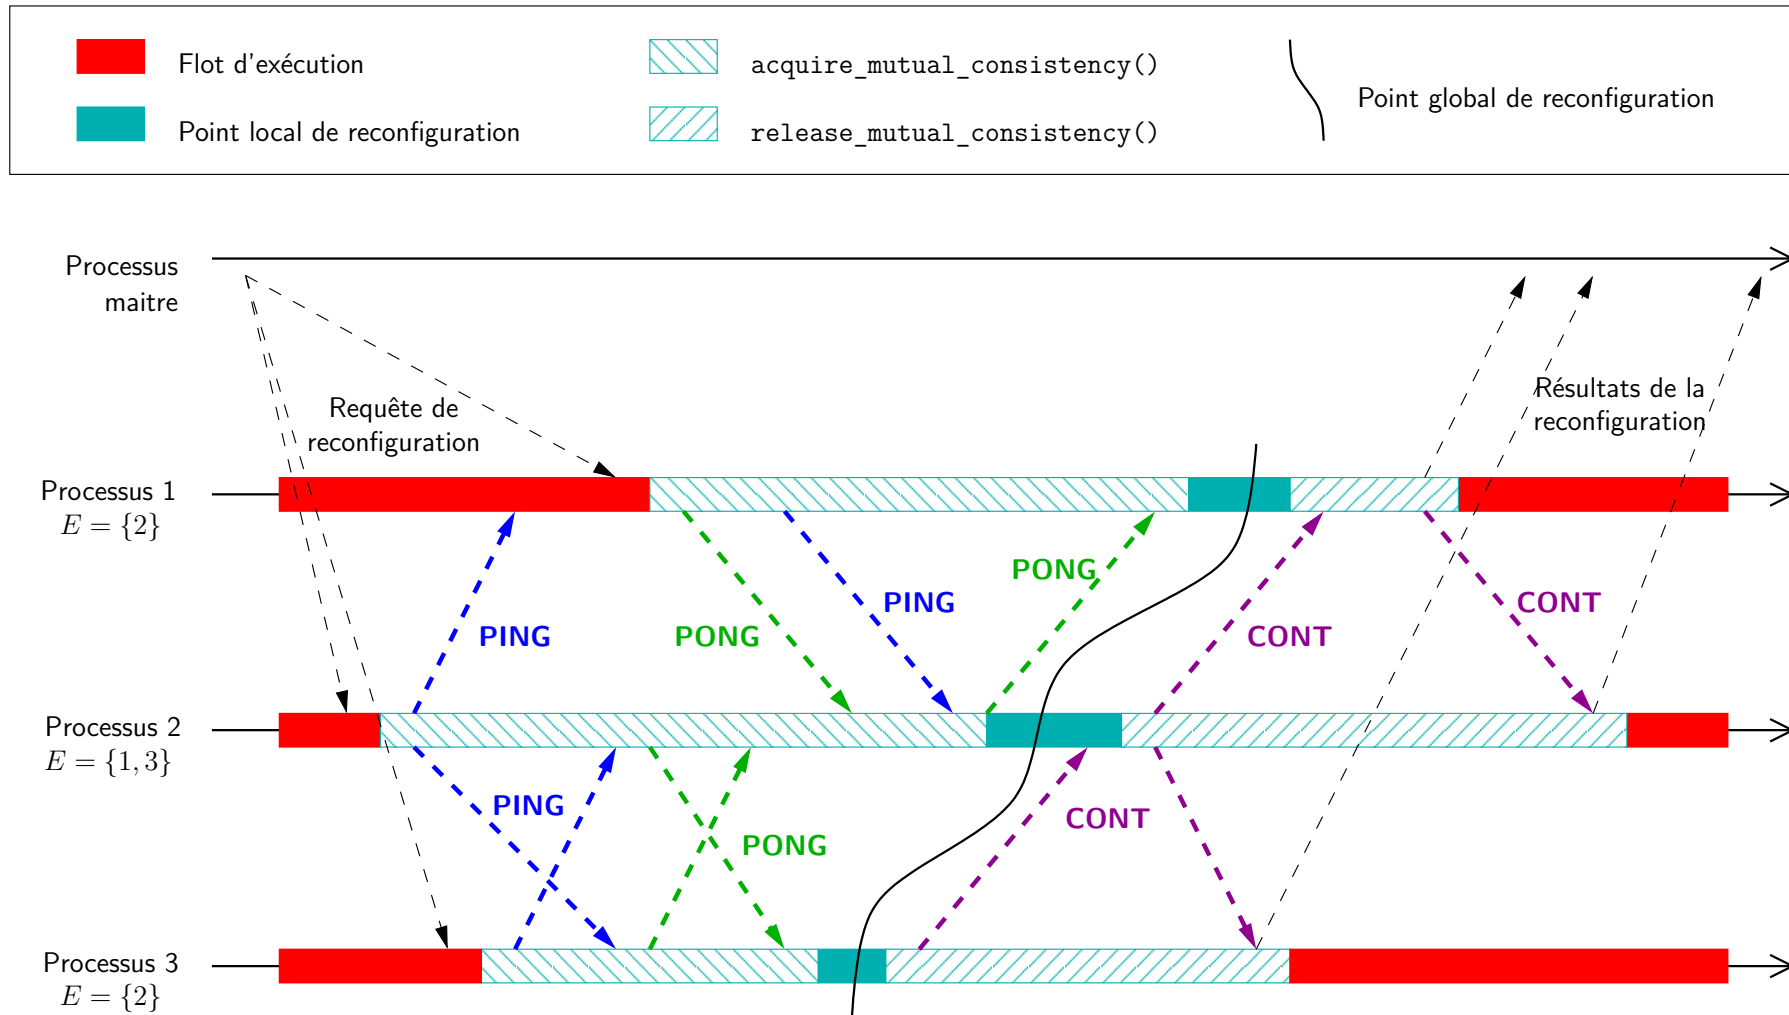 Flot d'exécution
acquire_mutual_consistency()
Point global de reconfiguration
Point local de reconfiguration
release_mutual_consistency()
Processus
maitre
Requête de
reconfiguration
Résultats de la
reconfiguration
Processus 1
E = {2}
PING
PONG
PING
PONG
CONT
CONT
Processus 2
E = {1, 3}
PING
PONG
CONT
Processus 3
E = {2}